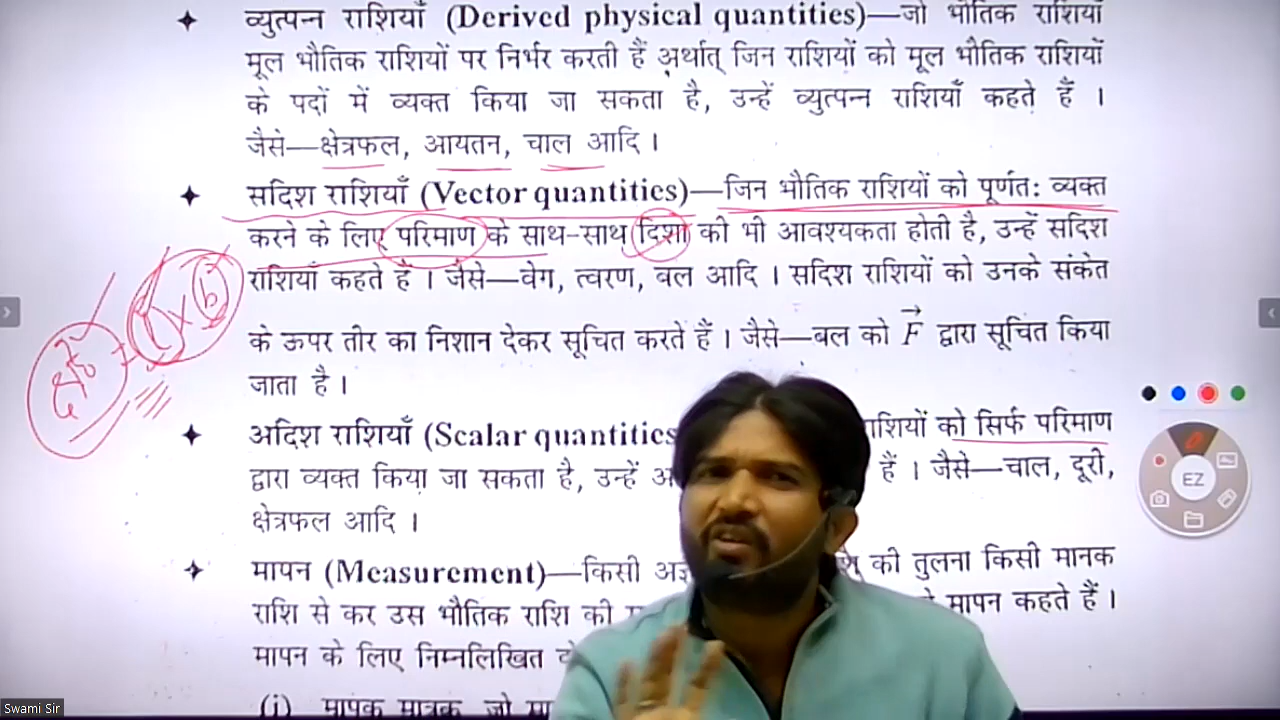 व्युत्पन्न राशियाँ (Derived physical quantities)—जो भौतिक राशियाँ
मूल भौतिक राशियों पर निर्भर करती हैं अर्थात् जिन राशियों को मूल भौतिक राशियों
के पदों में व्यक्त किया जा सकता है, उन्हें व्युत्पन्न राशियाँ कहते हैं ।
जैसे—क्षेत्रफल, आयतन, चाल आदि ।
सदिश राशियाँ (Vector quantities)—जिन भौतिक राशियों को पूर्णत: व्यक्त
करने के लिए परिमाण के साथ-साथ दिशा की भी आवश्यकता होती है, उन्हें सदिश
राशियाँ कहते हैं । जैसे—वेग, त्वरण, बल आदि । सदिश राशियों को उनके संकेत
के ऊपर तीर का निशान देकर सूचित करते हैं । जैसे—बल को F⃗ द्वारा सूचित किया
जाता है ।
अदिश राशियाँ (Scalar quantities राशियों को सिर्फ परिमाण
द्वारा व्यक्त किया जा सकता है, उन्हें हैं । जैसे—चाल, दूरी,
क्षेत्रफल आदि ।
मापन (Measurement)—किसी की तुलना किसी मानक
राशि से कर उस भौतिक राशि की मापन कहते हैं ।
मापन के लिए निम्नलिखित
(i) मापक मात्रक जो
EZ
Swami Sir